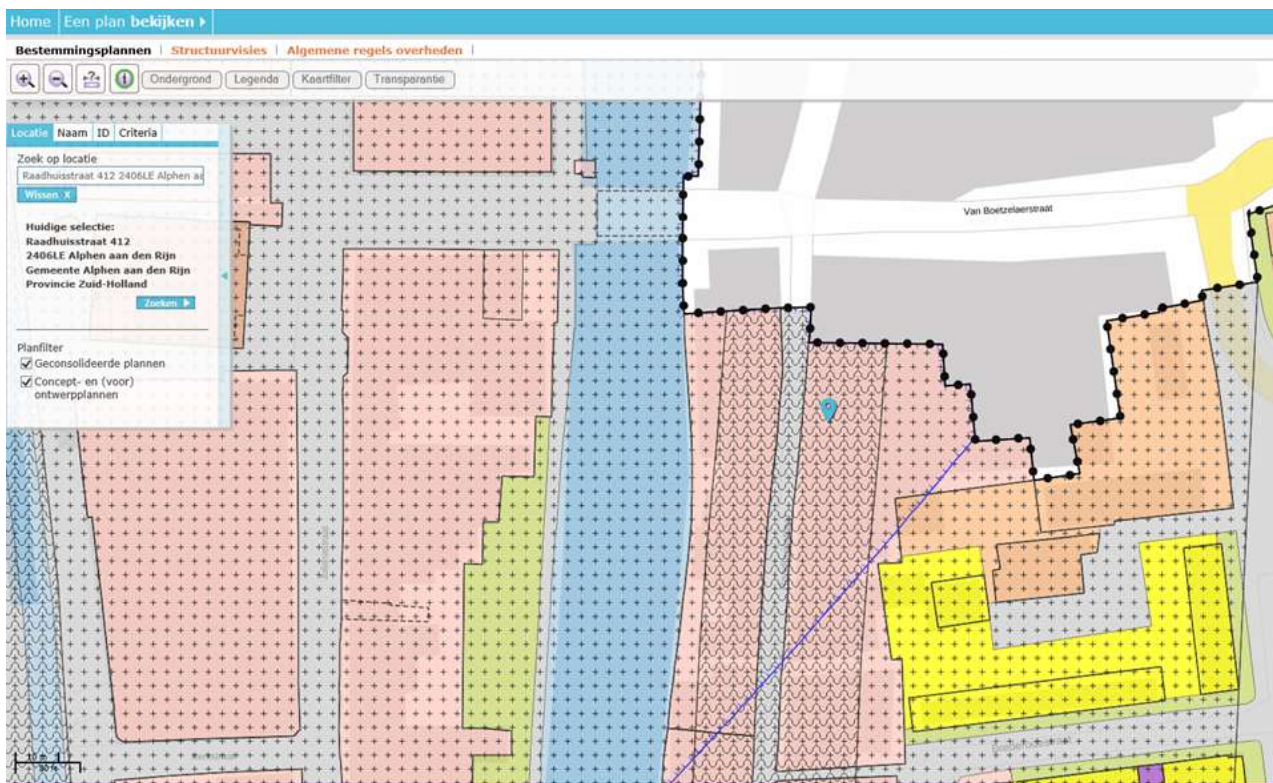 Home Een plan bekijken
Bestemmingsplannen Structuurvisies Algemene regels overheden
Ondergrond Legenda Kaartfilter Transparantie
Locatie Naam ID Criteria
Zoek op locatie
Raadhuisstraat 412 2406LE Alphen aa
Wissen X
Huidige selectie:
Raadhuisstraat 412
2406LE Alphen aan den Rijn
Gemeente Alphen aan den Rijn
Provincie Zuid-Holland
Zoeken
Planfilter
Geconsolideerde plannen
Concept- en (voor)
ontwerpplannen
Van Boetzelaerstraat
10 m